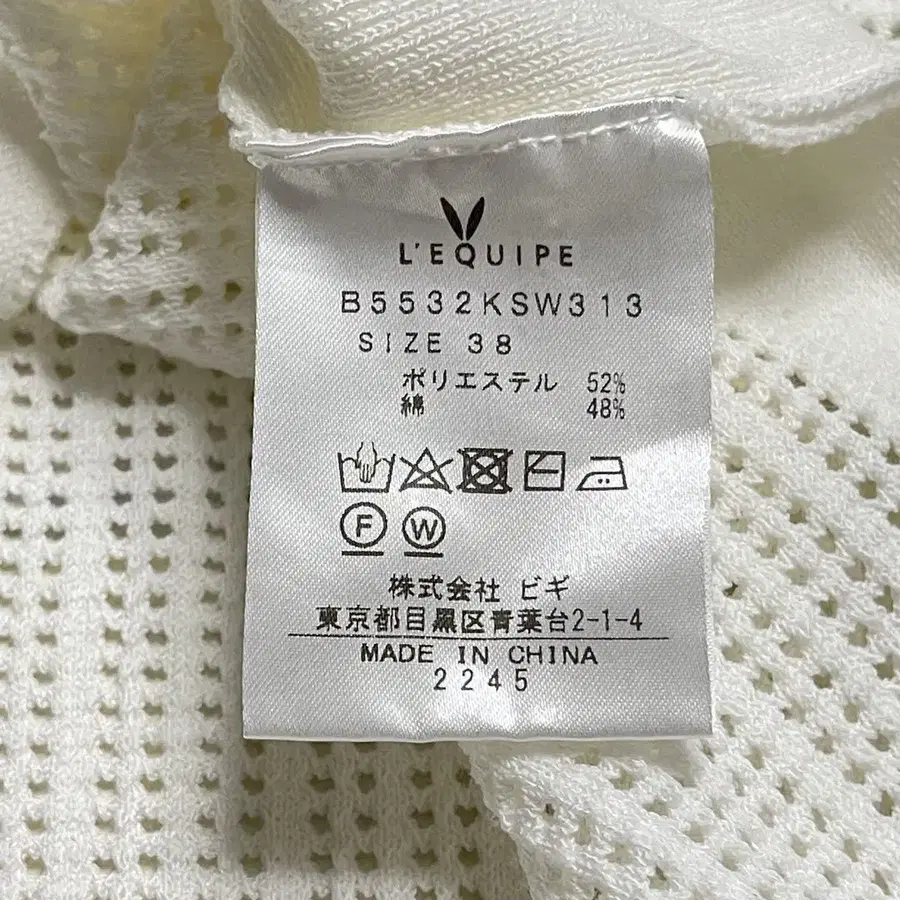 L'EQUIPE
B5532KSW313
SIZE 38
ポリエステル 52%
綿 48%
F W
株式会社 ビギ
東京都目黒区青葉台2-1-4
MADE IN CHINA
2245